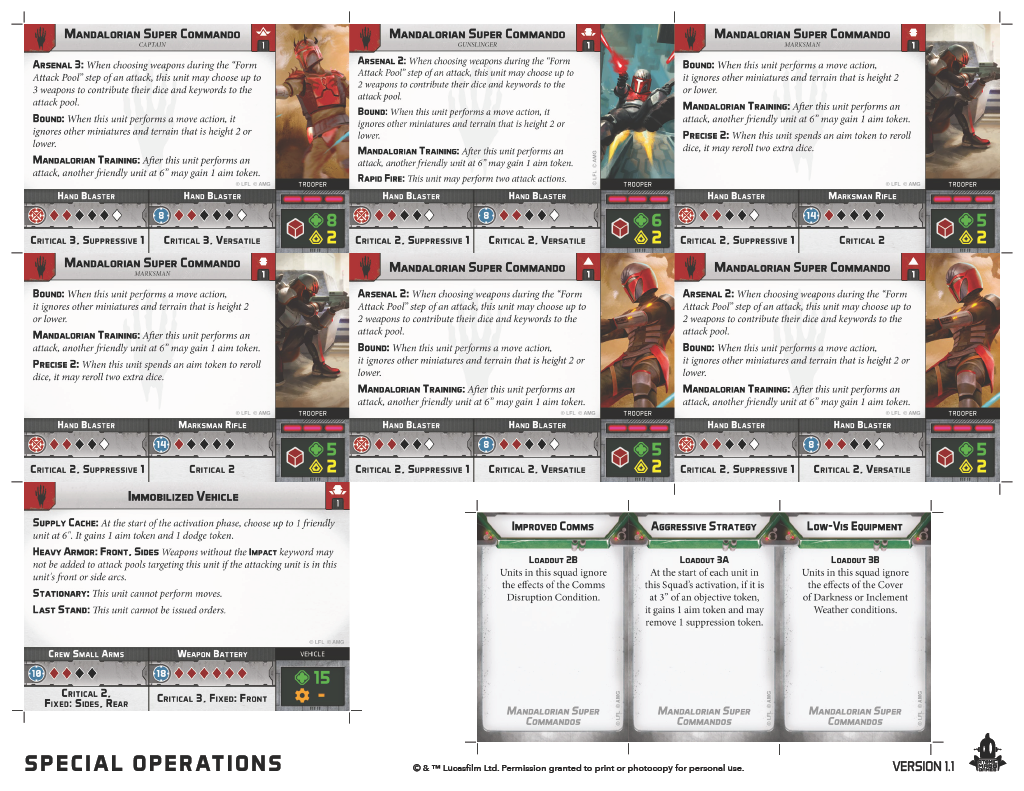 Mandalorian Super Commando
Captain
1
Arsenal 3: When choosing weapons during the “Form
Attack Pool” step of an attack, this unit may choose up to
3 weapons to contribute their dice and keywords to the
attack pool.
Bound: When this unit performs a move action, it
ignores other miniatures and terrain that is height 2 or
lower.
Mandalorian Training: After this unit performs an
attack, another friendly unit at 6” may gain 1 aim token.
© LFL © AMG
Trooper
Hand Blaster
Hand Blaster
8
8
2
Critical 3, Suppressive 1
Critical 3, Versatile
Mandalorian Super Commando
Gunslinger
1
Arsenal 2: When choosing weapons during the “Form
Attack Pool” step of an attack, this unit may choose up to
2 weapons to contribute their dice and keywords to the
attack pool.
Bound: When this unit performs a move action, it
ignores other miniatures and terrain that is height 2 or
lower.
Mandalorian Training: After this unit performs an
attack, another friendly unit at 6” may gain 1 aim token.
Rapid Fire: This unit may perform two attack actions.
© LFL © AMG
Trooper
Hand Blaster
Hand Blaster
8
6
2
Critical 2, Suppressive 1
Critical 2, Versatile
Mandalorian Super Commando
Marksman
1
Bound: When this unit performs a move action,
it ignores other miniatures and terrain that is height 2
or lower.
Mandalorian Training: After this unit performs an
attack, another friendly unit at 6” may gain 1 aim token.
Precise 2: When this unit spends an aim token to reroll
dice, it may reroll two extra dice.
© LFL © AMG
Trooper
Hand Blaster
Marksman Rifle
14
5
2
Critical 2, Suppressive 1
Critical 2
Mandalorian Super Commando
Marksman
1
Bound: When this unit performs a move action,
it ignores other miniatures and terrain that is height 2
or lower.
Mandalorian Training: After this unit performs an
attack, another friendly unit at 6” may gain 1 aim token.
Precise 2: When this unit spends an aim token to reroll
dice, it may reroll two extra dice.
© LFL © AMG
Trooper
Hand Blaster
Marksman Rifle
14
5
2
Critical 2, Suppressive 1
Critical 2
Mandalorian Super Commando
1
Arsenal 2: When choosing weapons during the “Form
Attack Pool” step of an attack, this unit may choose up to
2 weapons to contribute their dice and keywords to the
attack pool.
Bound: When this unit performs a move action,
it ignores other miniatures and terrain that is height 2 or
lower.
Mandalorian Training: After this unit performs an
attack, another friendly unit at 6” may gain 1 aim token.
© LFL © AMG
Trooper
Hand Blaster
Hand Blaster
8
5
2
Critical 2, Suppressive 1
Critical 2, Versatile
Mandalorian Super Commando
1
Arsenal 2: When choosing weapons during the “Form
Attack Pool” step of an attack, this unit may choose up to
2 weapons to contribute their dice and keywords to the
attack pool.
Bound: When this unit performs a move action,
it ignores other miniatures and terrain that is height 2 or
lower.
Mandalorian Training: After this unit performs an
attack, another friendly unit at 6” may gain 1 aim token.
© LFL © AMG
Trooper
Hand Blaster
Hand Blaster
8
5
2
Critical 2, Suppressive 1
Critical 2, Versatile
Immobilized Vehicle
1
Supply Cache: At the start of the activation phase, choose up to 1 friendly
unit at 6”. It gains 1 aim token and 1 dodge token.
Heavy Armor: Front, Sides Weapons without the Impact keyword may
not be added to attack pools targeting this unit if the attacking unit is in this
unit's front or side arcs.
Stationary: This unit cannot perform moves.
Last Stand: This unit cannot be issued orders.
© LFL © AMG
Crew Small Arms
Weapon Battery
Vehicle
10
18
15
-
Critical 2,
Fixed: Sides, Rear
Critical 3, Fixed: Front
Improved Comms
Loadout 2B
Units in this squad ignore
the effects of the Comms
Disruption Condition.
Mandalorian Super
Commandos
© LFL © AMG
Aggressive Strategy
Loadout 3A
At the start of each unit in
this Squad's activation, if it is
at 3” of an objective token,
it gains 1 aim token and may
remove 1 suppression token.
Mandalorian Super
Commandos
© LFL © AMG
Low-Vis Equipment
Loadout 3B
Units in this squad ignore
the effects of the Cover
of Darkness or Inclement
Weather conditions.
Mandalorian Super
Commandos
© LFL © AMG
SPECIAL OPERATIONS
© & ™ Lucasfilm Ltd. Permission granted to print or photocopy for personal use.
VERSION 1.1